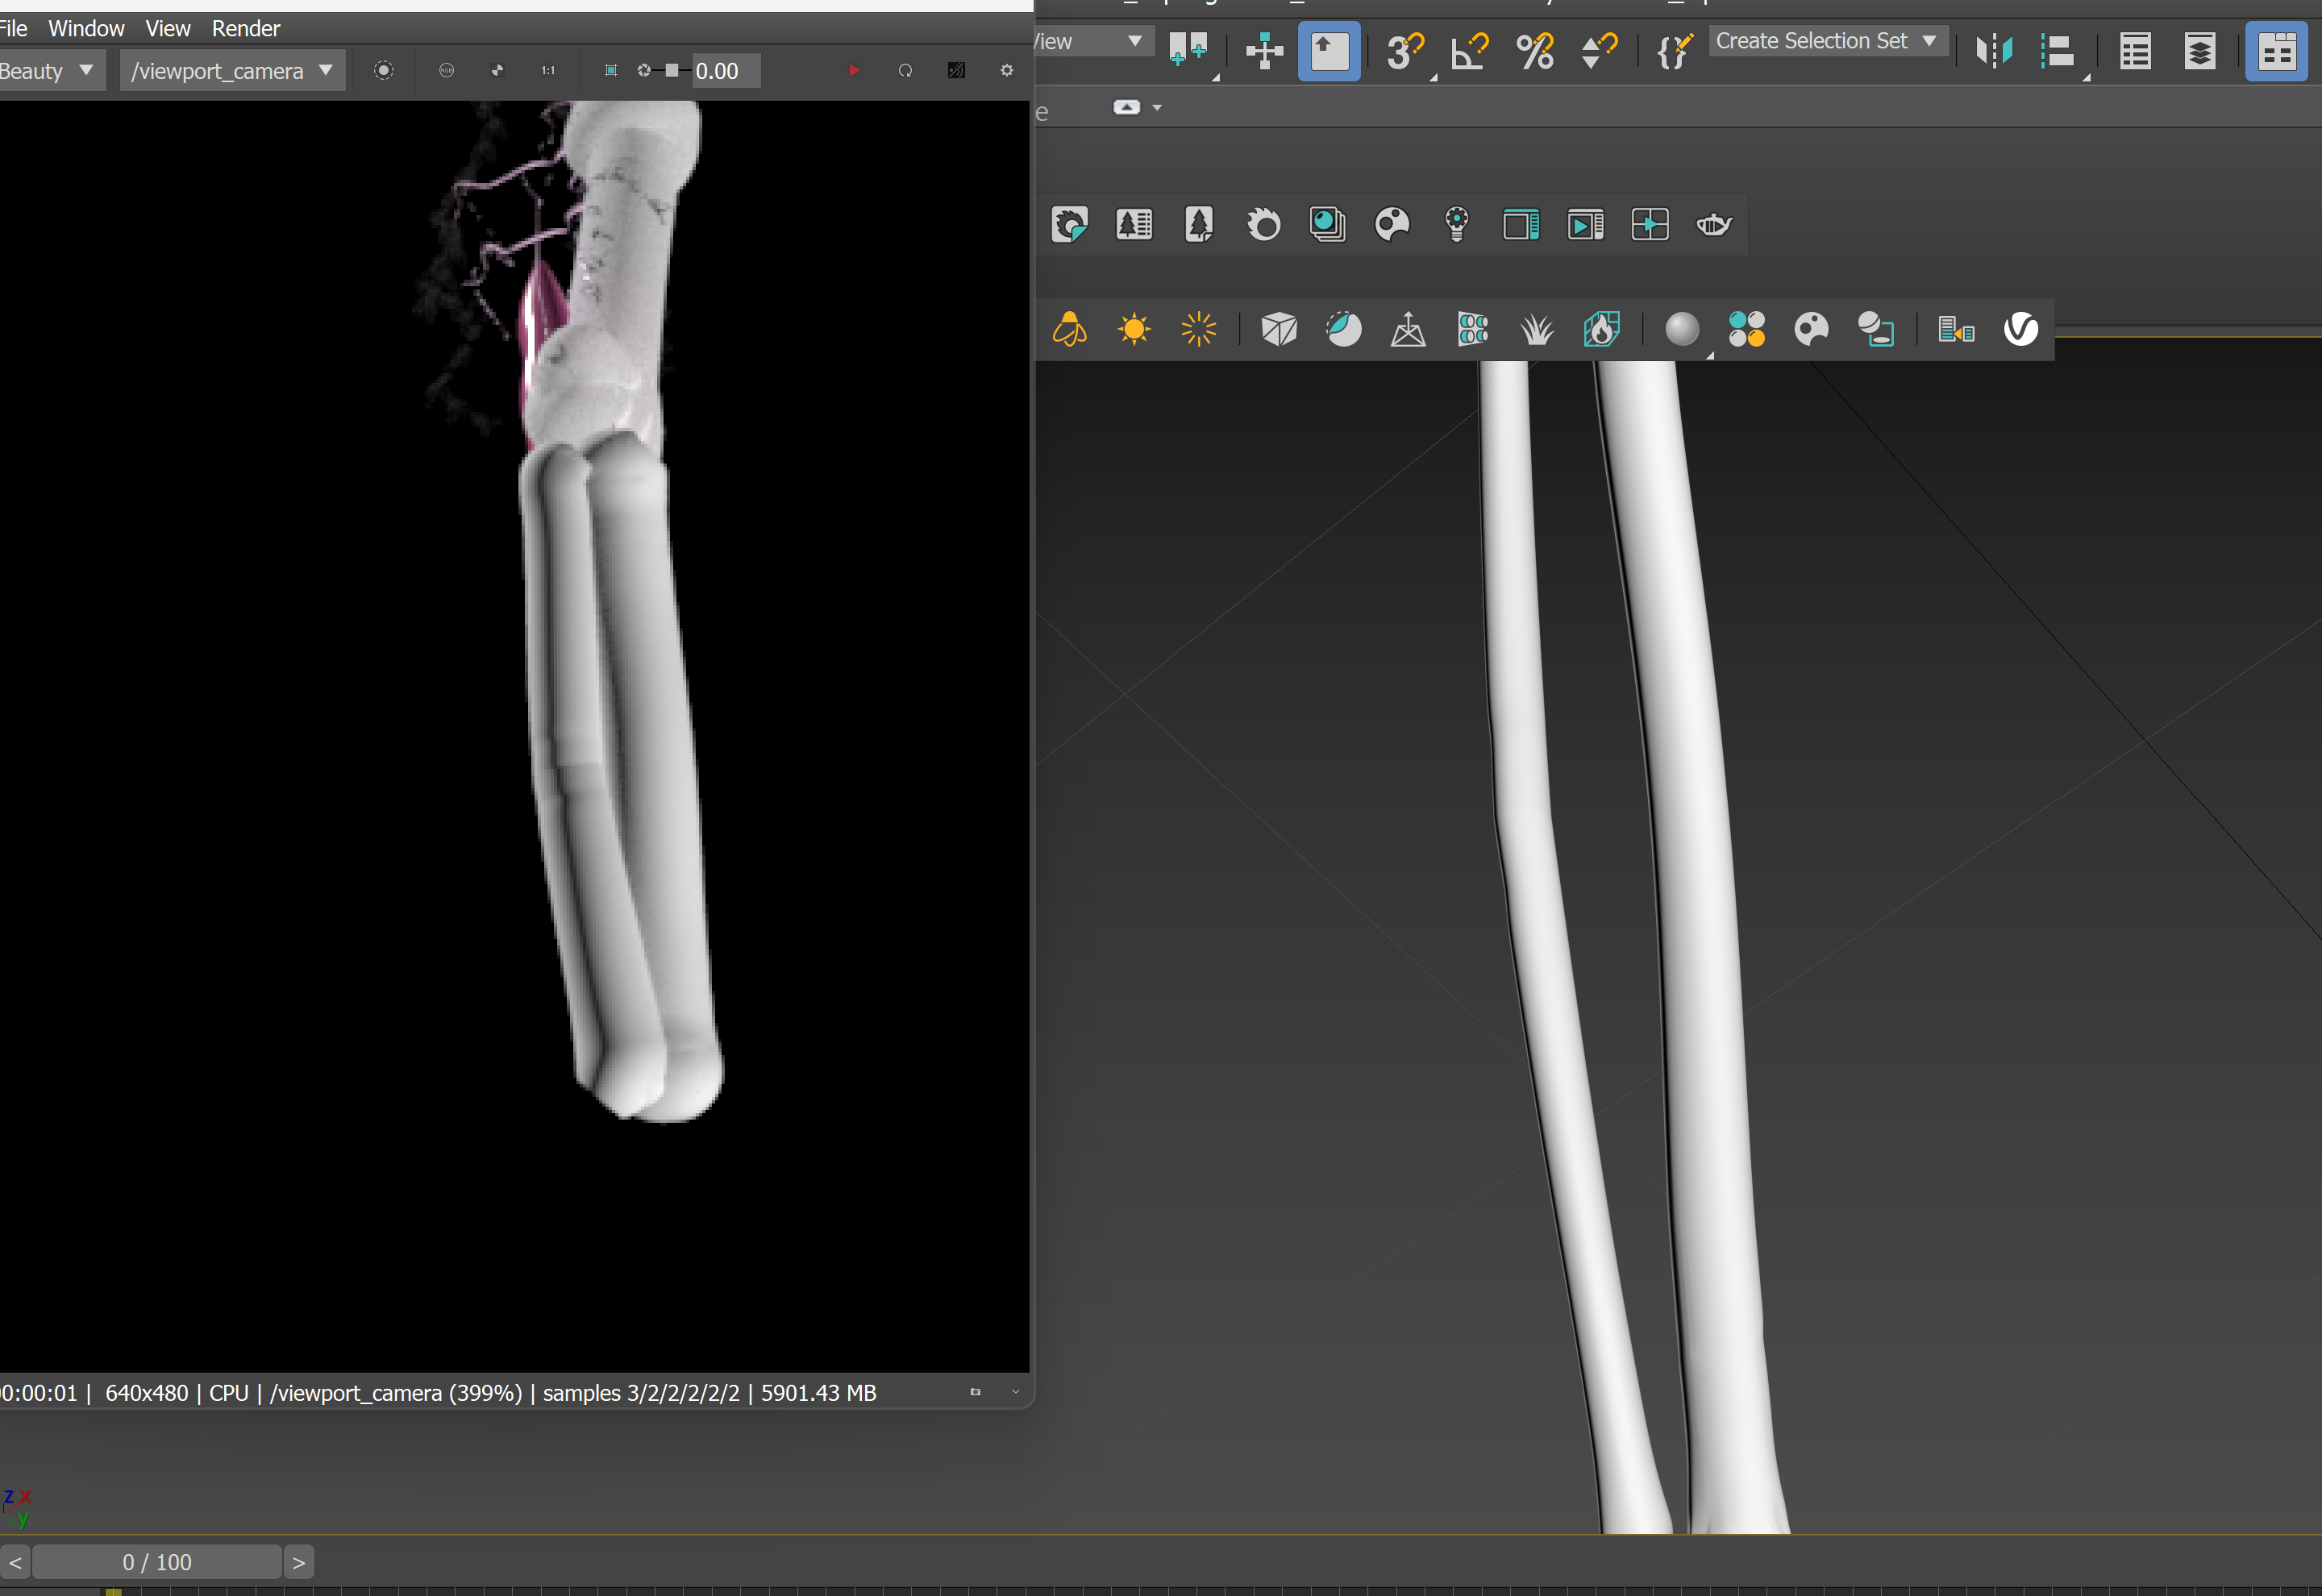 File Window View Render
Beauty /viewport_camera 1:1 0.00
View Create Selection Set
0:00:01 | 640x480 | CPU | /viewport_camera (399%) | samples 3/2/2/2/2/2 | 5901.43 MB
z x
y
< 0 / 100 >